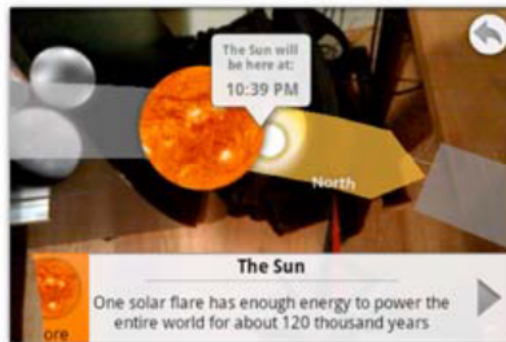 The Sun will
be here at:
10:39 PM
North
The Sun
One solar flare has enough energy to power the
entire world for about 120 thousand years
ore